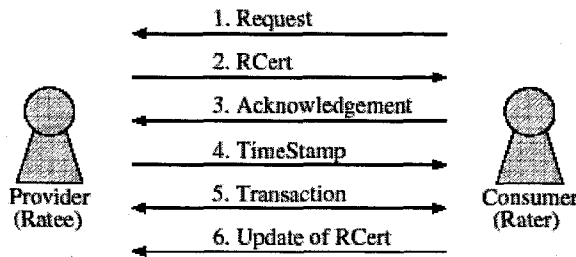 1. Request
2. RCert
3. Acknowledgement
4. TimeStamp
5. Transaction
6. Update of RCert
Provider
(Ratee)
Consumer
(Rater)